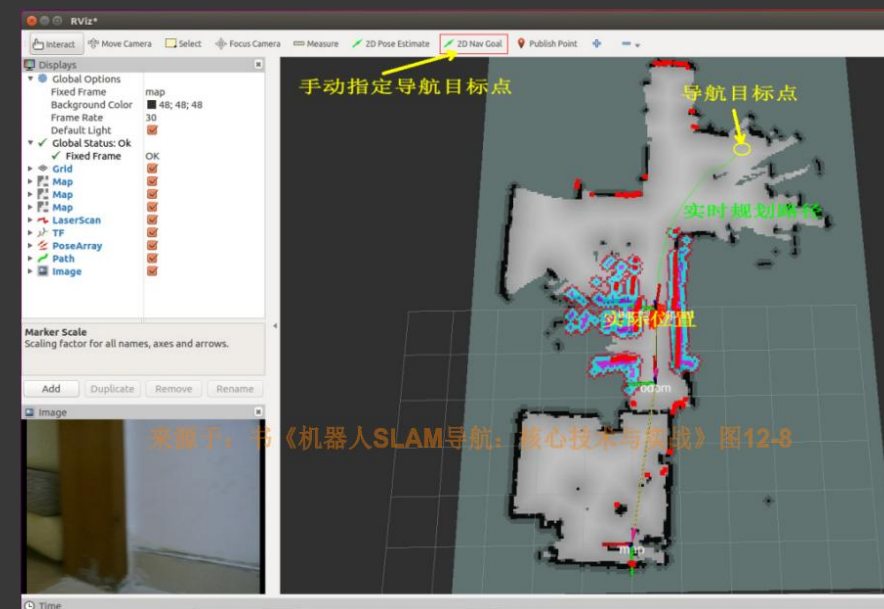 RViz*
Interact Move Camera Select Focus Camera Measure 2D Pose Estimate 2D Nav Goal Publish Point
Displays
Global Options
Fixed Frame map
Background Color 48; 48; 48
Frame Rate 30
Default Light
Global Status: Ok
Fixed Frame OK
Grid
Map
Map
Map
LaserScan
TF
PoseArray
Path
Image
Marker Scale
Scaling factor for all names, axes and arrows.
Add Duplicate Remove Rename
Image
手动指定导航目标点
导航目标点
实时规划路径
实际位置
odom
来源于:书《机器人SLAM导航:核心技术与实战》图12-8
map
Time